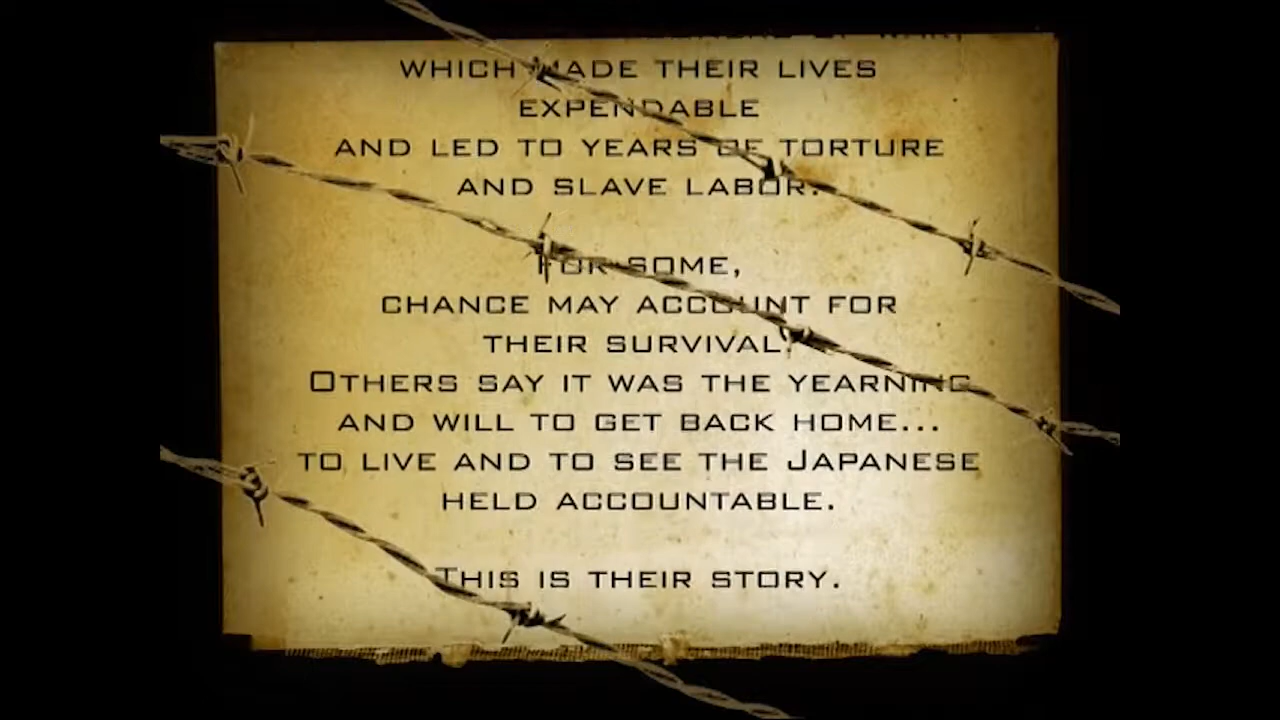 WHICH MADE THEIR LIVES
EXPENDABLE
AND LED TO YEARS OF TORTURE
AND SLAVE LABOR.
FOR SOME,
CHANCE MAY ACCOUNT FOR
THEIR SURVIVAL.
OTHERS SAY IT WAS THE YEARNING
AND WILL TO GET BACK HOME...
TO LIVE AND TO SEE THE JAPANESE
HELD ACCOUNTABLE.
THIS IS THEIR STORY.